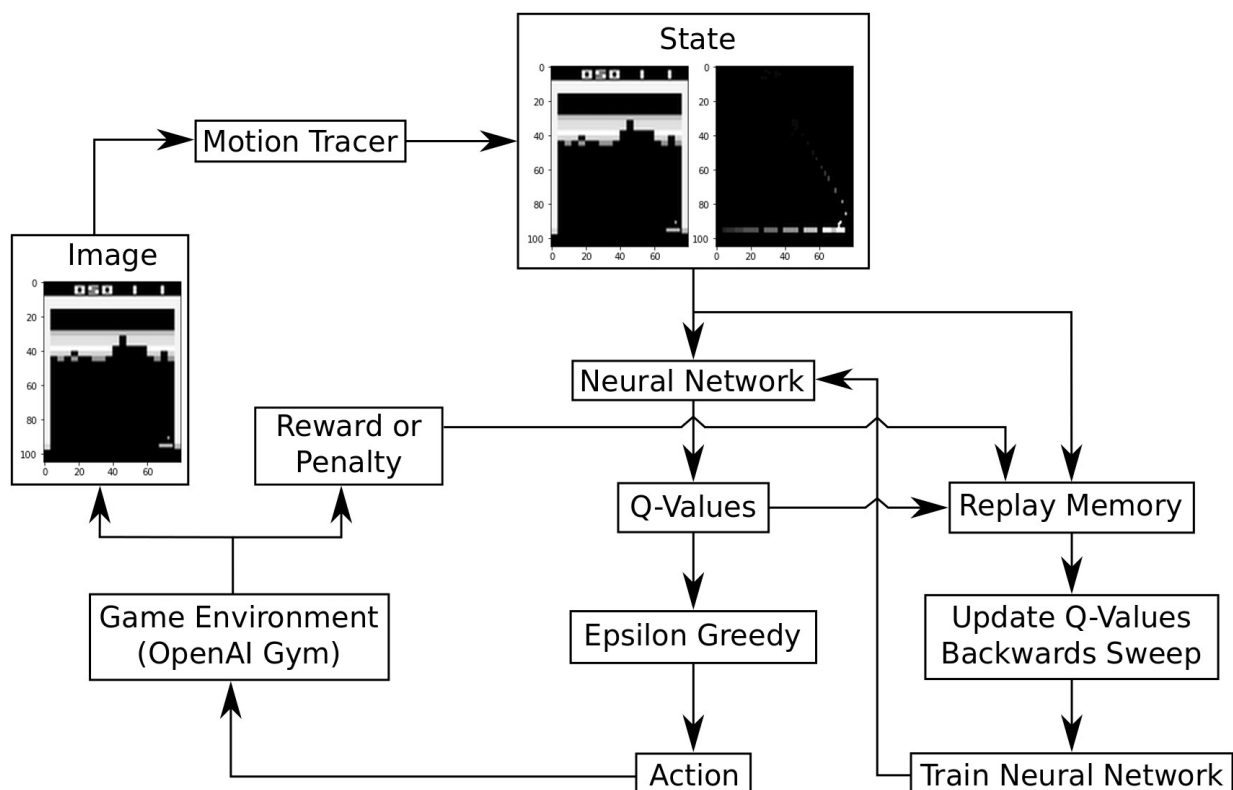 State
050 1 1
0
20
40
60
80
100
0 20 40 60
0
20
40
60
80
100
0 20 40 60
Motion Tracer
Image
050 1 1
0
20
40
60
80
100
0 20 40 60
Neural Network
Reward or
Penalty
Q-Values
Replay Memory
Game Environment
(OpenAI Gym)
Epsilon Greedy
Update Q-Values
Backwards Sweep
Action
Train Neural Network